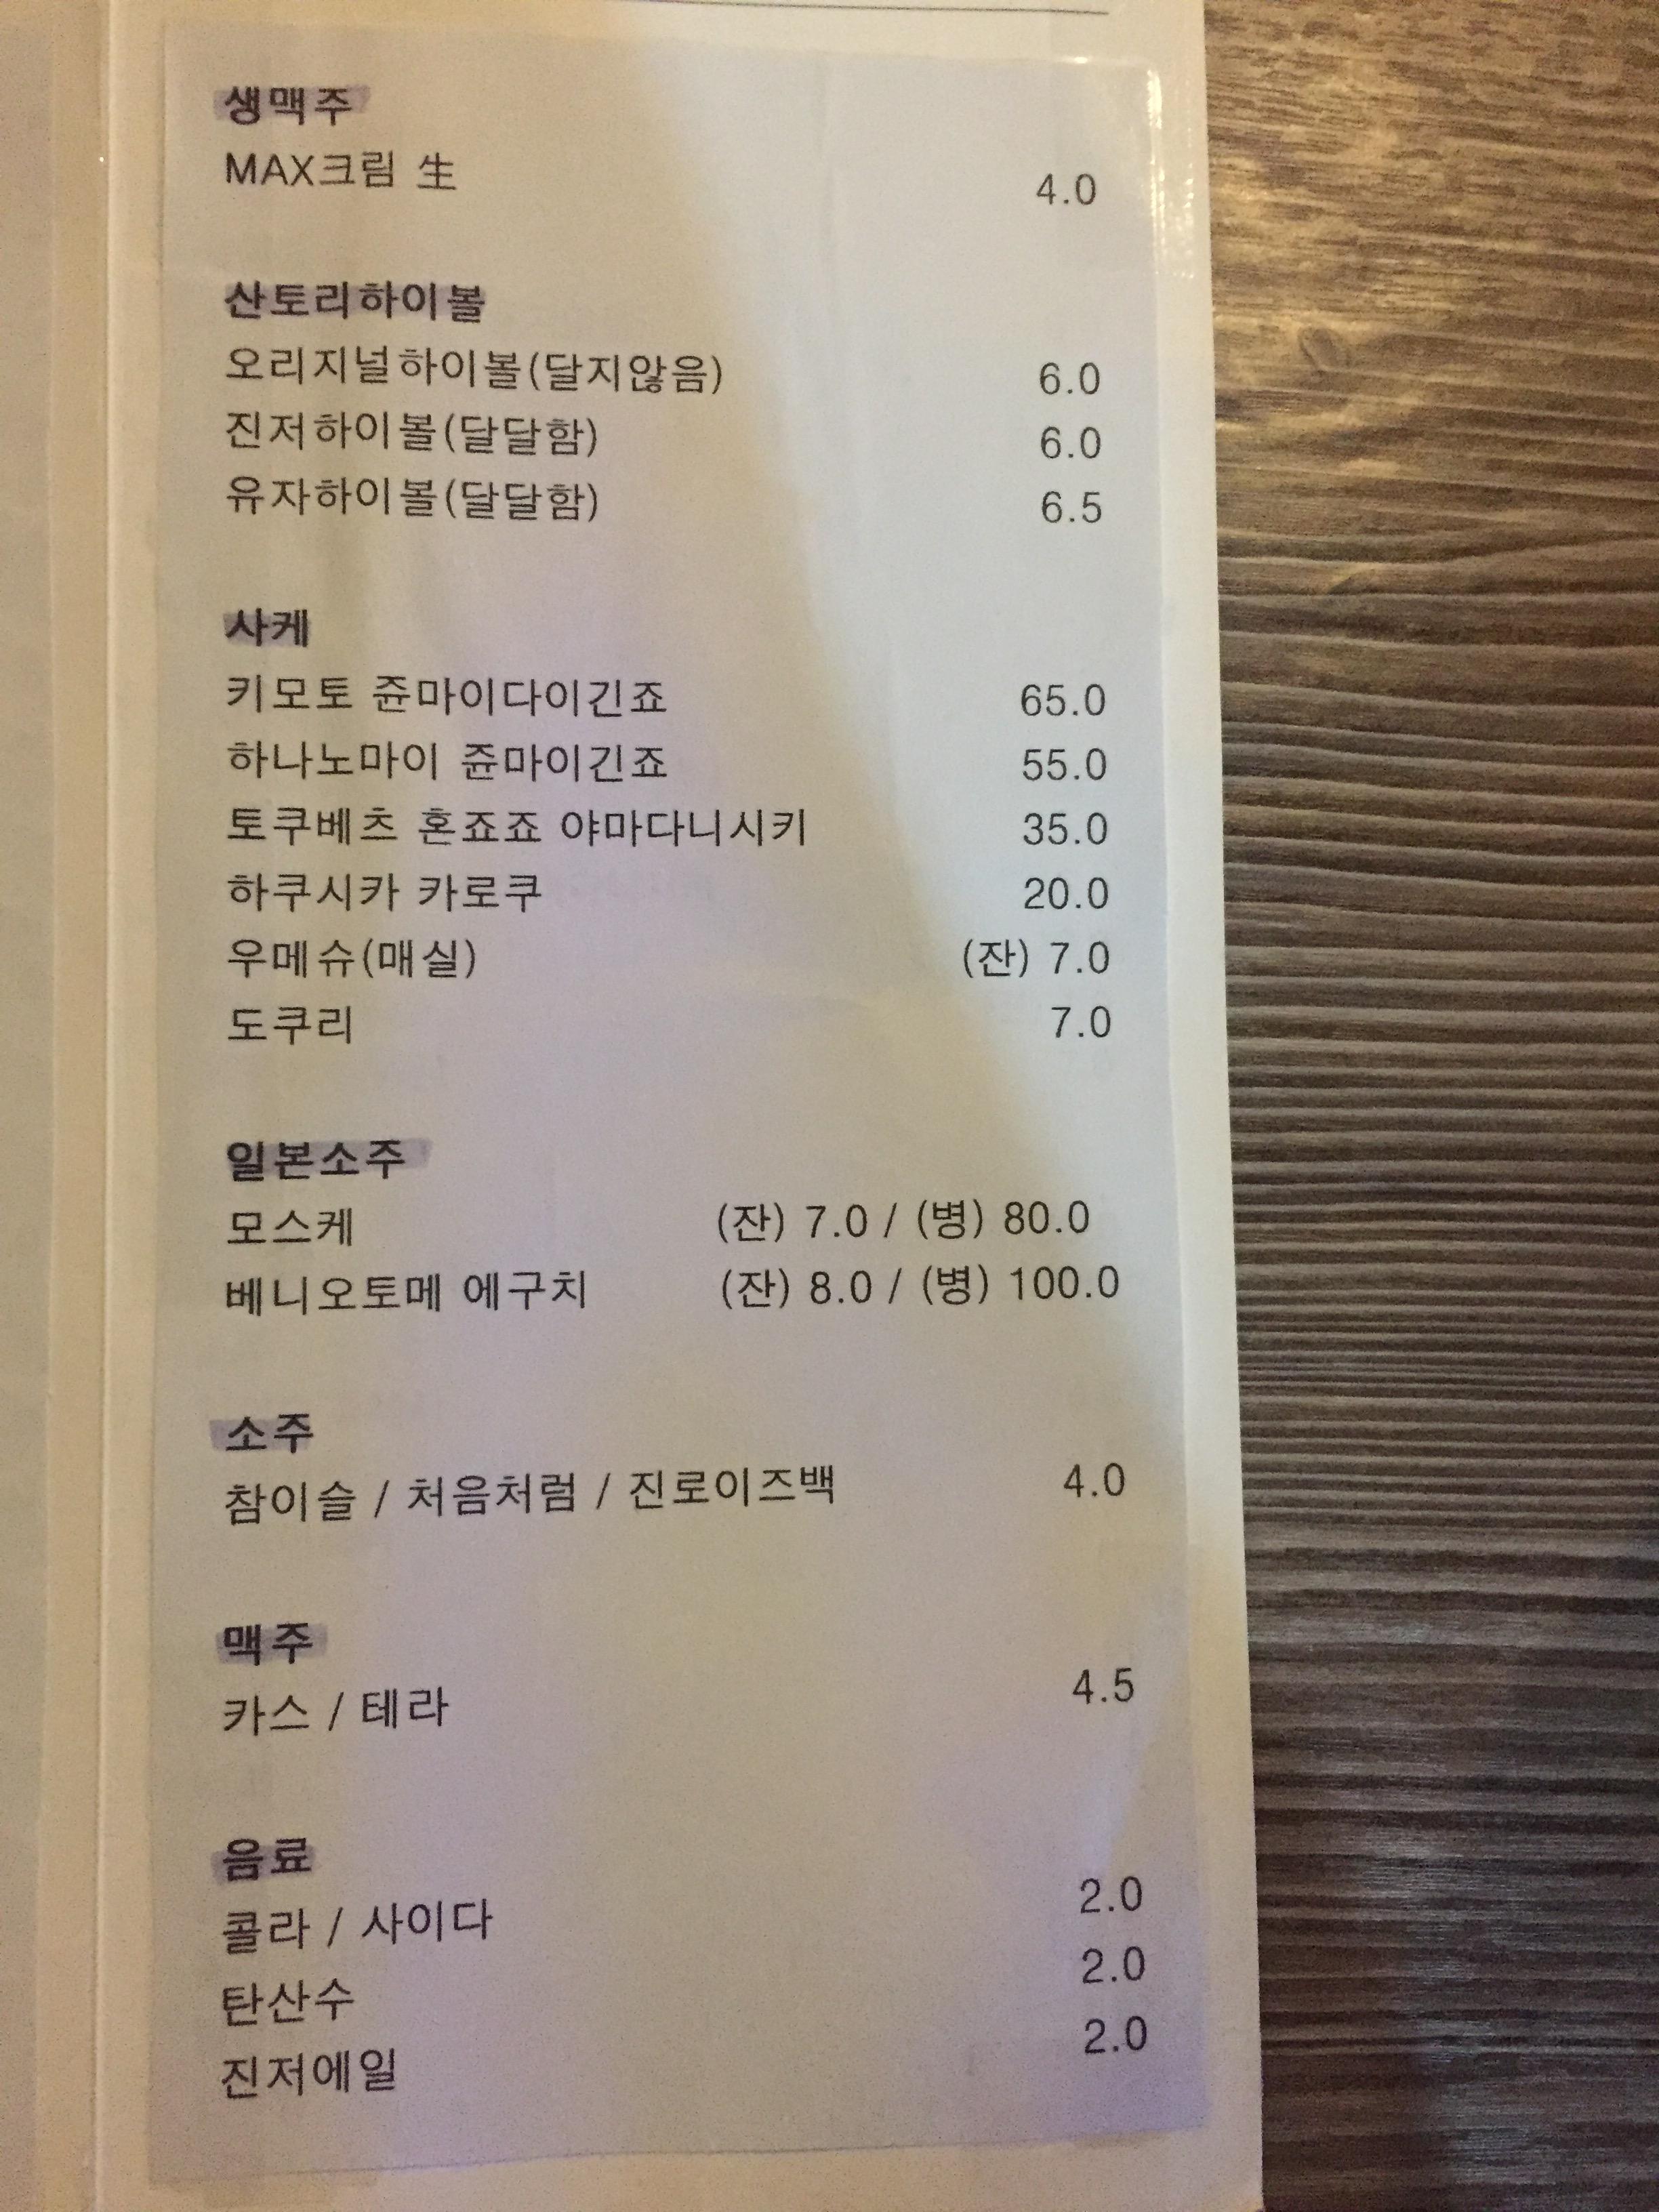 생맥주
MAX크림 生 4.0
산토리하이볼
오리지널하이볼(달지않음) 6.0
진저하이볼(달달함) 6.0
유자하이볼(달달함) 6.5
사케
키모토 쥰마이다이긴죠 65.0
하나노마이 쥰마이긴죠 55.0
토쿠베츠 혼죠죠 야마다니시키 35.0
하쿠시카 카로쿠 20.0
우메슈(매실) (잔) 7.0
도쿠리 7.0
일본소주
모스케 (잔) 7.0 / (병) 80.0
베니오토메 에구치 (잔) 8.0 / (병) 100.0
소주
참이슬 / 처음처럼 / 진로이즈백 4.0
맥주
카스 / 테라 4.5
음료
콜라 / 사이다 2.0
탄산수 2.0
진저에일 2.0